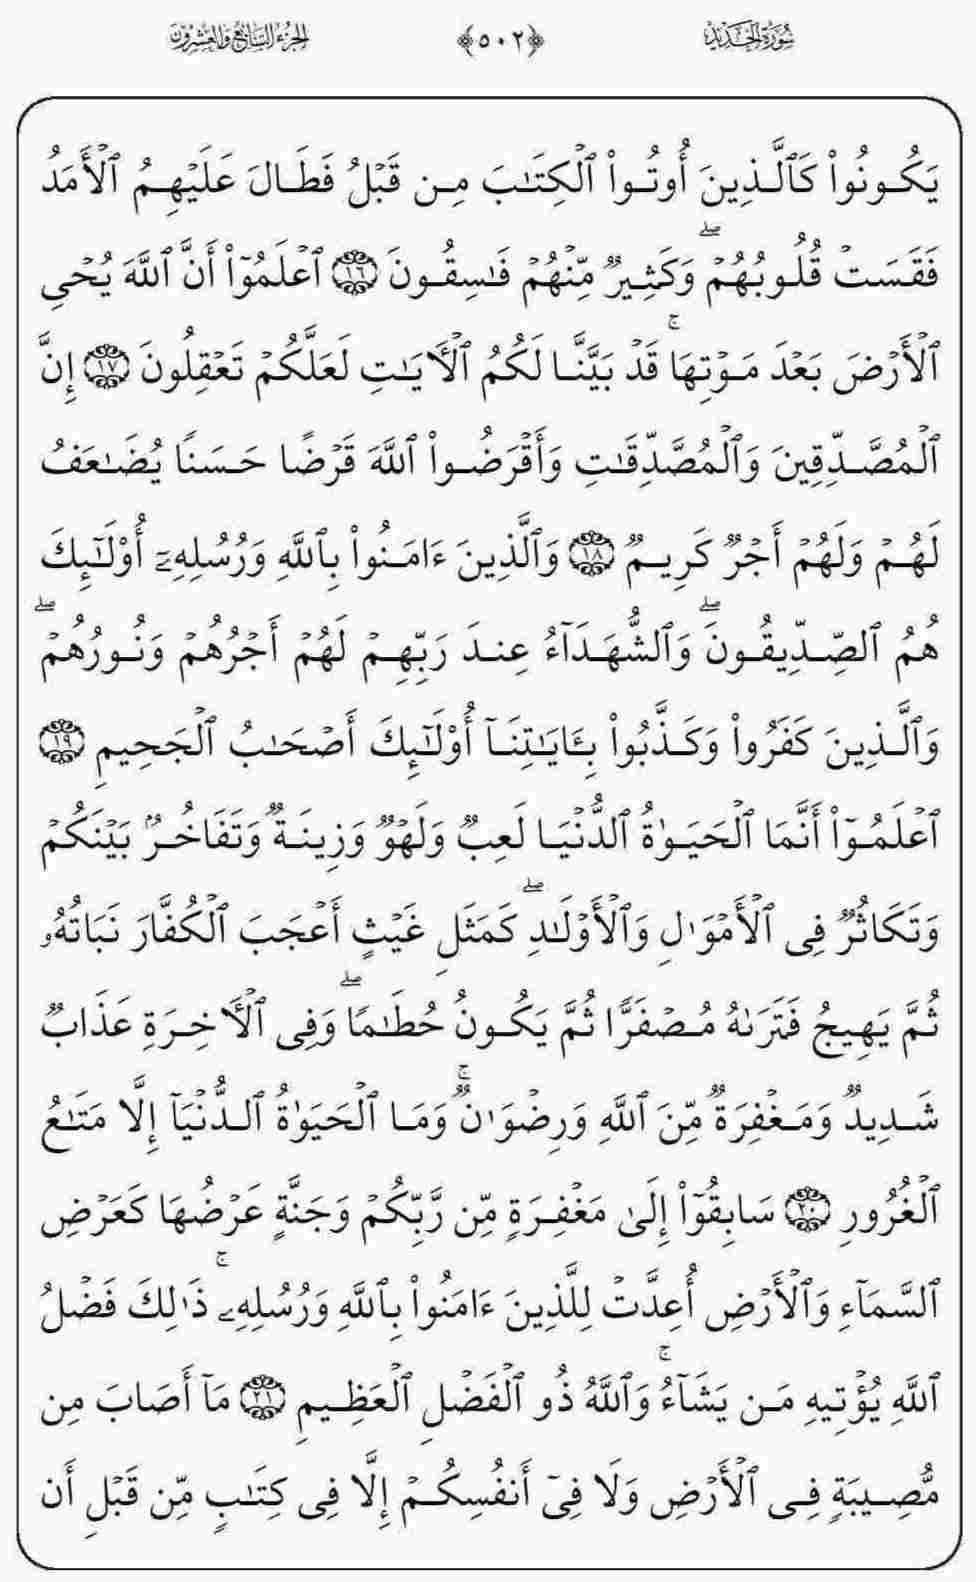 سُورَةُ الحَدِيدِ ﴿٥٠٢﴾ الجُزْءُ السَّابِعُ وَالعِشْرُونَ
يَكُونُوا۟ كَٱلَّذِينَ أُوتُوا۟ ٱلْكِتَـٰبَ مِن قَبْلُ فَطَالَ عَلَيْهِمُ ٱلْأَمَدُ
فَقَسَتْ قُلُوبُهُمْ ۖ وَكَثِيرٌ مِّنْهُمْ فَـٰسِقُونَ ١٦ ٱعْلَمُوٓا۟ أَنَّ ٱللَّهَ يُحْىِ
ٱلْأَرْضَ بَعْدَ مَوْتِهَا ۚ قَدْ بَيَّنَّا لَكُمُ ٱلْـَٔايَـٰتِ لَعَلَّكُمْ تَعْقِلُونَ ١٧ إِنَّ
ٱلْمُصَّدِّقِينَ وَٱلْمُصَّدِّقَـٰتِ وَأَقْرَضُوا۟ ٱللَّهَ قَرْضًا حَسَنًا يُضَـٰعَفُ
لَهُمْ وَلَهُمْ أَجْرٌ كَرِيمٌ ١٨ وَٱلَّذِينَ ءَامَنُوا۟ بِٱللَّهِ وَرُسُلِهِۦٓ أُو۟لَـٰٓئِكَ
هُمُ ٱلصِّدِّيقُونَ ۖ وَٱلشُّهَدَآءُ عِندَ رَبِّهِمْ لَهُمْ أَجْرُهُمْ وَنُورُهُمْ ۖ
وَٱلَّذِينَ كَفَرُوا۟ وَكَذَّبُوا۟ بِـَٔايَـٰتِنَآ أُو۟لَـٰٓئِكَ أَصْحَـٰبُ ٱلْجَحِيمِ ١٩
ٱعْلَمُوٓا۟ أَنَّمَا ٱلْحَيَوٰةُ ٱلدُّنْيَا لَعِبٌ وَلَهْوٌ وَزِينَةٌ وَتَفَاخُرٌۢ بَيْنَكُمْ
وَتَكَاثُرٌ فِى ٱلْأَمْوَٰلِ وَٱلْأَوْلَـٰدِ ۖ كَمَثَلِ غَيْثٍ أَعْجَبَ ٱلْكُفَّارَ نَبَاتُهُۥ
ثُمَّ يَهِيجُ فَتَرَىٰهُ مُصْفَرًّا ثُمَّ يَكُونُ حُطَـٰمًا ۖ وَفِى ٱلْـَٔاخِرَةِ عَذَابٌ
شَدِيدٌ وَمَغْفِرَةٌ مِّنَ ٱللَّهِ وَرِضْوَٰنٌ ۚ وَمَا ٱلْحَيَوٰةُ ٱلدُّنْيَآ إِلَّا مَتَـٰعُ
ٱلْغُرُورِ ٢٠ سَابِقُوٓا۟ إِلَىٰ مَغْفِرَةٍ مِّن رَّبِّكُمْ وَجَنَّةٍ عَرْضُهَا كَعَرْضِ
ٱلسَّمَآءِ وَٱلْأَرْضِ أُعِدَّتْ لِلَّذِينَ ءَامَنُوا۟ بِٱللَّهِ وَرُسُلِهِۦ ۚ ذَٰلِكَ فَضْلُ
ٱللَّهِ يُؤْتِيهِ مَن يَشَآءُ ۚ وَٱللَّهُ ذُو ٱلْفَضْلِ ٱلْعَظِيمِ ٢١ مَآ أَصَابَ مِن
مُّصِيبَةٍ فِى ٱلْأَرْضِ وَلَا فِىٓ أَنفُسِكُمْ إِلَّا فِى كِتَـٰبٍ مِّن قَبْلِ أَن